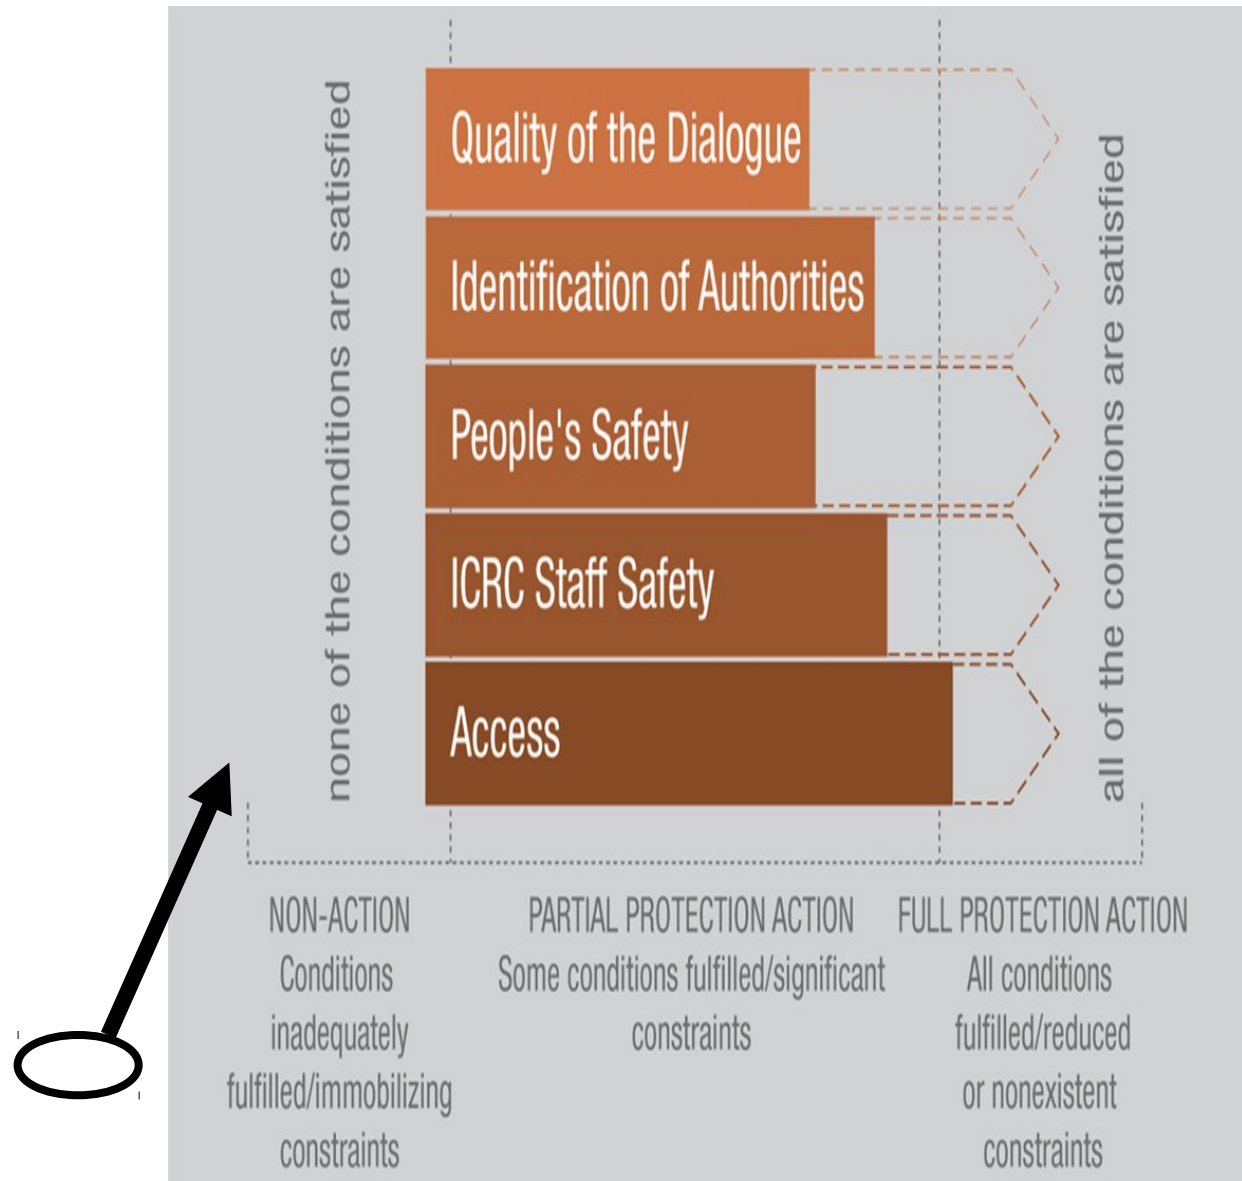 none of the conditions are satisfied
Quality of the Dialogue
Identification of Authorities
People's Safety
ICRC Staff Safety
Access
all of the conditions are satisfied
NON-ACTION
Conditions
inadequately
fulfilled/immobilizing
constraints
PARTIAL PROTECTION ACTION
Some conditions fulfilled/significant
constraints
FULL PROTECTION ACTION
All conditions
fulfilled/reduced
or nonexistent
constraints